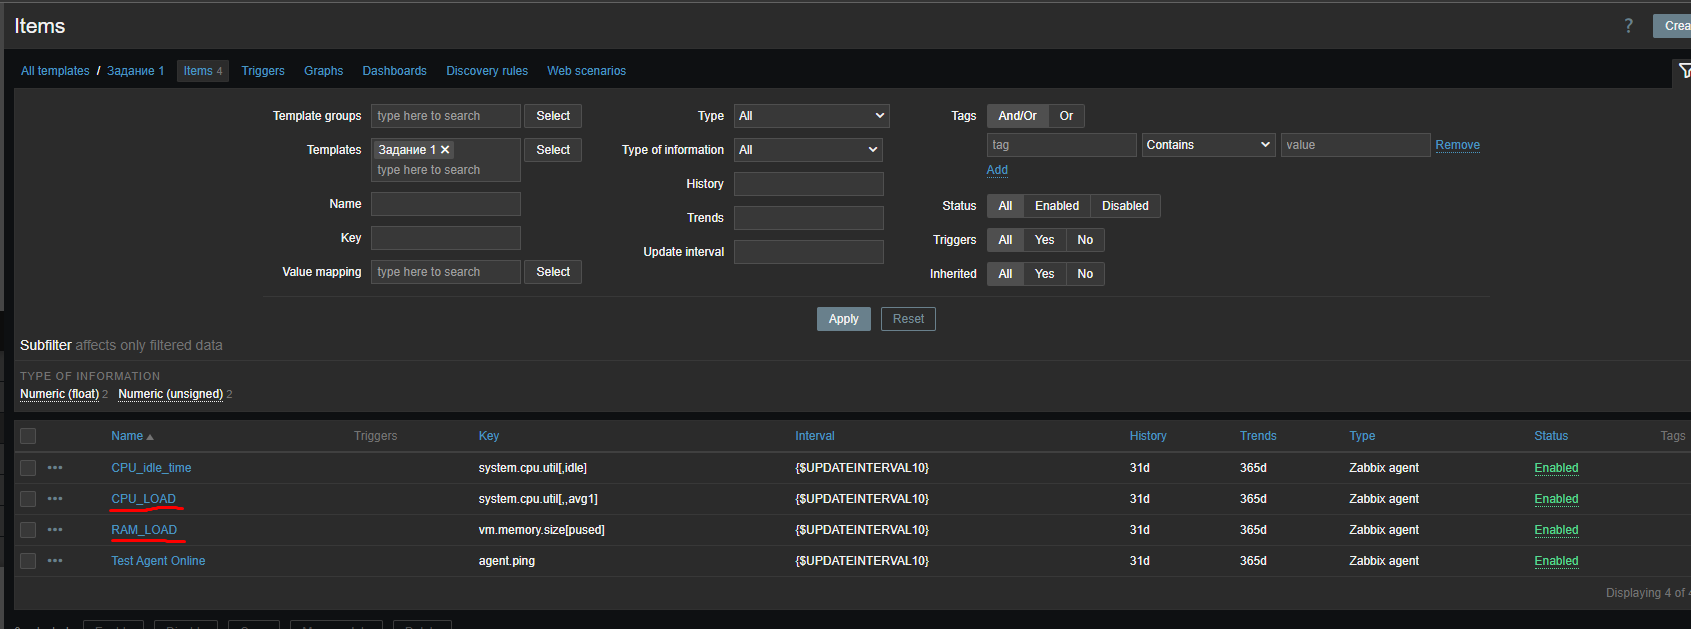 Items
?
All templates / Задание 1 Items 4 Triggers Graphs Dashboards Discovery rules Web scenarios
Template groups type here to search Select Type All Tags And/Or Or
Templates Задание 1 Select Type of information All tag Contains value Remove
type here to search
Add
History
Name Trends Status All Enabled Disabled
Key Update interval Triggers All Yes No
Value mapping type here to search Select Inherited All Yes No
Apply Reset
Subfilter affects only filtered data
TYPE OF INFORMATION
Numeric (float) 2 Numeric (unsigned) 2
Name Triggers Key Interval History Trends Type Status Tags
CPU_idle_time system.cpu.util[,idle] {$UPDATEINTERVAL10} 31d 365d Zabbix agent Enabled
CPU_LOAD system.cpu.util[,,avg1] {$UPDATEINTERVAL10} 31d 365d Zabbix agent Enabled
RAM_LOAD vm.memory.size[pused] {$UPDATEINTERVAL10} 31d 365d Zabbix agent Enabled
Test Agent Online agent.ping {$UPDATEINTERVAL10} 31d 365d Zabbix agent Enabled
Displaying 4 of